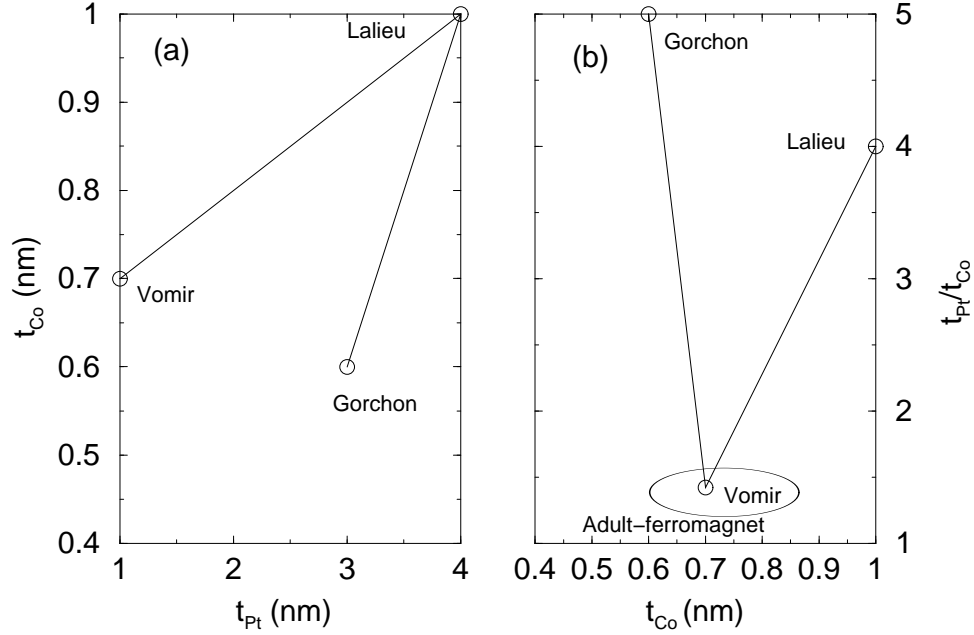 1
0.9
0.8
0.7
0.6
0.5
0.4
t_Co (nm)
(a)
Lalieu
Vomir
Gorchon
1 2 3 4
t_Pt (nm)
(b)
Gorchon
Lalieu
Vomir
Adult-ferromagnet
0.4 0.5 0.6 0.7 0.8 0.9 1
t_Co (nm)
5
4
3
2
1
t_Pt/t_Co